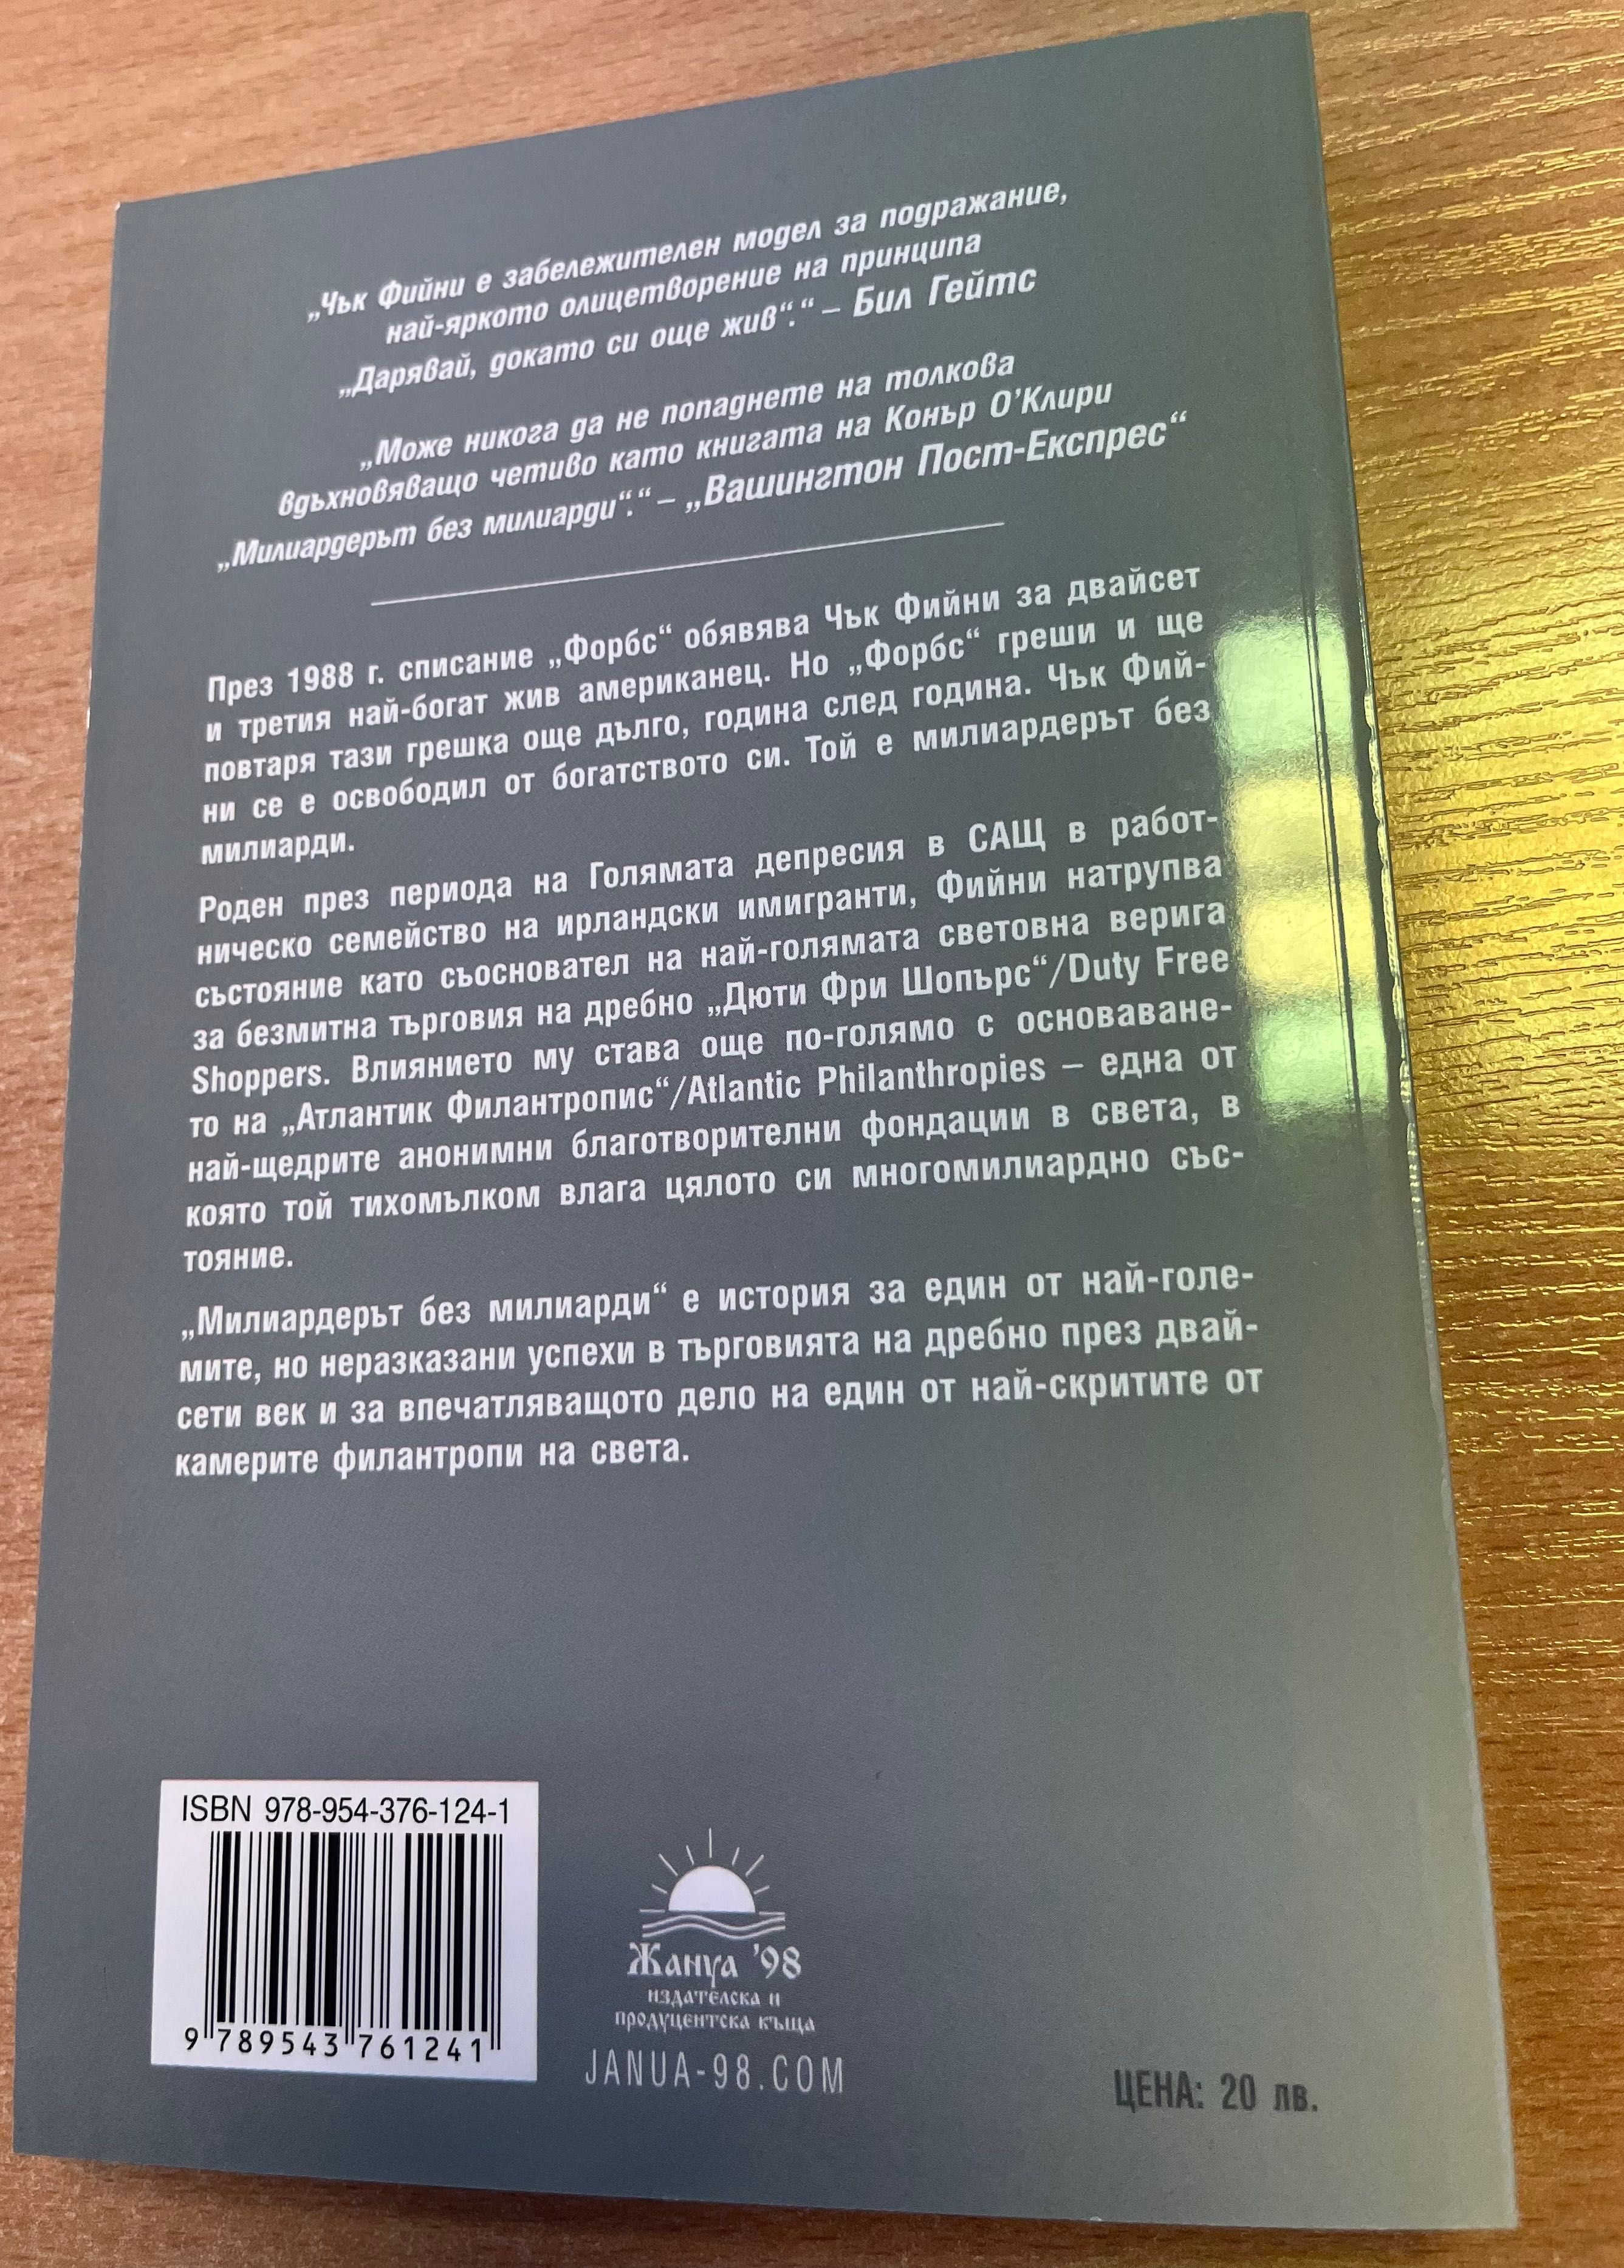 „Чък Фийни е забележителен модел за подражание,
най-яркото олицетворение на принципа
„Дарявай, докато си още жив“.“ – Бил Гейтс
„Може никога да не попаднете на толкова
вдъхновяващо четиво като книгата на Конър О’Клири
„Милиардерът без милиарди“.“ – „Вашингтон Пост-Експрес“
През 1988 г. списание „Форбс“ обявява Чък Фийни за двайсет
и третия най-богат жив американец. Но „Форбс“ греши и ще
повтаря тази грешка още дълго, година след година. Чък Фий-
ни се е освободил от богатството си. Той е милиардерът без
милиарди.
Роден през периода на Голямата депресия в САЩ в работ-
ническо семейство на ирландски имигранти, Фийни натрупва
състояние като съосновател на най-голямата световна верига
за безмитна търговия на дребно „Дюти Фри Шопърс“/Duty Free
Shoppers. Влиянието му става още по-голямо с основаване-
то на „Атлантик Филантропис“/Atlantic Philanthropies – една от
най-щедрите анонимни благотворителни фондации в света, в
която той тихомълком влага цялото си многомилиардно със-
тояние.
„Милиардерът без милиарди“ е история за един от най-голе-
мите, но неразказани успехи в търговията на дребно през двай-
сети век и за впечатляващото дело на един от най-скритите от
камерите филантропи на света.
ISBN 978-954-376-124-1
9 789543 761241
Жануа ’98
издателска и
продуцентска къща
JANUA-98.COM
ЦЕНА: 20 лв.